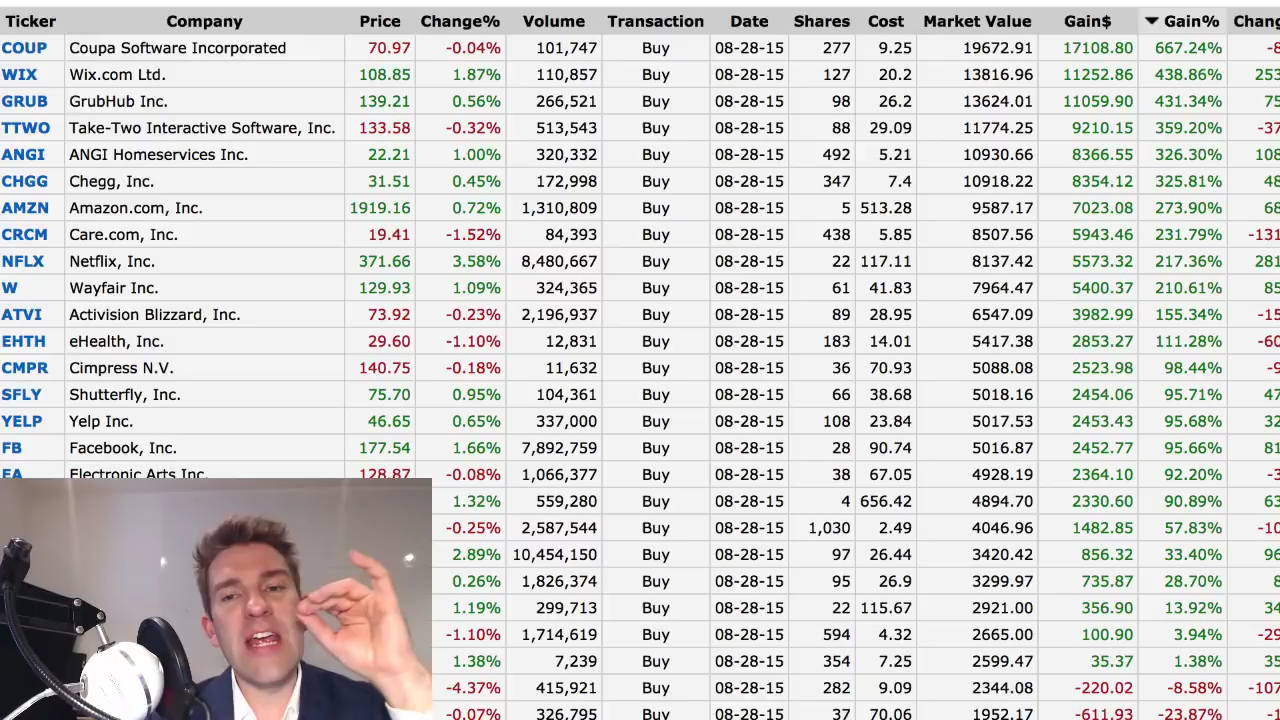 Ticker Company Price Change% Volume Transaction Date Shares Cost Market Value Gain$ Gain% Chang
COUP Coupa Software Incorporated 70.97 -0.04% 101,747 Buy 08-28-15 277 9.25 19672.91 17108.80 667.24% -8
WIX Wix.com Ltd. 108.85 1.87% 110,857 Buy 08-28-15 127 20.2 13816.96 11252.86 438.86% 253
GRUB GrubHub Inc. 139.21 0.56% 266,521 Buy 08-28-15 98 26.2 13624.01 11059.90 431.34% 75
TTWO Take-Two Interactive Software, Inc. 133.58 -0.32% 513,543 Buy 08-28-15 88 29.09 11774.25 9210.15 359.20% -37
ANGI ANGI Homeservices Inc. 22.21 1.00% 320,332 Buy 08-28-15 492 5.21 10930.66 8366.55 326.30% 108
CHGG Chegg, Inc. 31.51 0.45% 172,998 Buy 08-28-15 347 7.4 10918.22 8354.12 325.81% 48
AMZN Amazon.com, Inc. 1919.16 0.72% 1,310,809 Buy 08-28-15 5 513.28 9587.17 7023.08 273.90% 68
CRCM Care.com, Inc. 19.41 -1.52% 84,393 Buy 08-28-15 438 5.85 8507.56 5943.46 231.79% -131
NFLX Netflix, Inc. 371.66 3.58% 8,480,667 Buy 08-28-15 22 117.11 8137.42 5573.32 217.36% 281
W Wayfair Inc. 129.93 1.09% 324,365 Buy 08-28-15 61 41.83 7964.47 5400.37 210.61% 85
ATVI Activision Blizzard, Inc. 73.92 -0.23% 2,196,937 Buy 08-28-15 89 28.95 6547.09 3982.99 155.34% -15
EHTH eHealth, Inc. 29.60 -1.10% 12,831 Buy 08-28-15 183 14.01 5417.38 2853.27 111.28% -60
CMPR Cimpress N.V. 140.75 -0.18% 11,632 Buy 08-28-15 36 70.93 5088.08 2523.98 98.44% -9
SFLY Shutterfly, Inc. 75.70 0.95% 104,361 Buy 08-28-15 66 38.68 5018.16 2454.06 95.71% 47
YELP Yelp Inc. 46.65 0.65% 337,000 Buy 08-28-15 108 23.84 5017.53 2453.43 95.68% 32
FB Facebook, Inc. 177.54 1.66% 7,892,759 Buy 08-28-15 28 90.74 5016.87 2452.77 95.66% 81
EA Electronic Arts Inc. 128.87 -0.08% 1,066,377 Buy 08-28-15 38 67.05 4928.19 2364.10 92.20% -3
1.32% 559,280 Buy 08-28-15 4 656.42 4894.70 2330.60 90.89% 63
-0.25% 2,587,544 Buy 08-28-15 1,030 2.49 4046.96 1482.85 57.83% -10
2.89% 10,454,150 Buy 08-28-15 97 26.44 3420.42 856.32 33.40% 96
0.26% 1,826,374 Buy 08-28-15 95 26.9 3299.97 735.87 28.70% 8
1.19% 299,713 Buy 08-28-15 22 115.67 2921.00 356.90 13.92% 34
-1.10% 1,714,619 Buy 08-28-15 594 4.32 2665.00 100.90 3.94% -29
1.38% 7,239 Buy 08-28-15 354 7.25 2599.47 35.37 1.38% 35
-4.37% 415,921 Buy 08-28-15 282 9.09 2344.08 -220.02 -8.58% -107
-0.07% 326,795 Buy 08-28-15 37 70.06 1952.17 -611.93 -23.87% -1